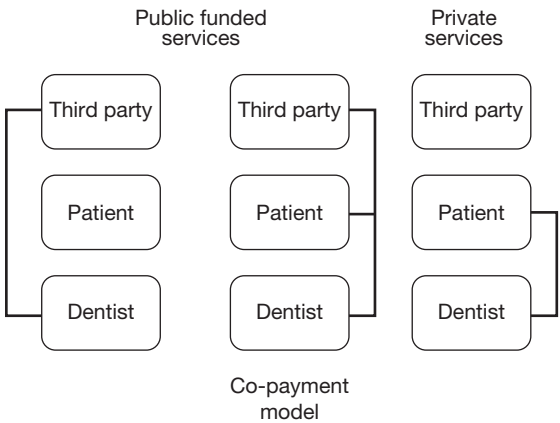 Public funded
services
Private
services
Third party
Third party
Third party
Patient
Patient
Patient
Dentist
Dentist
Dentist
Co-payment
model